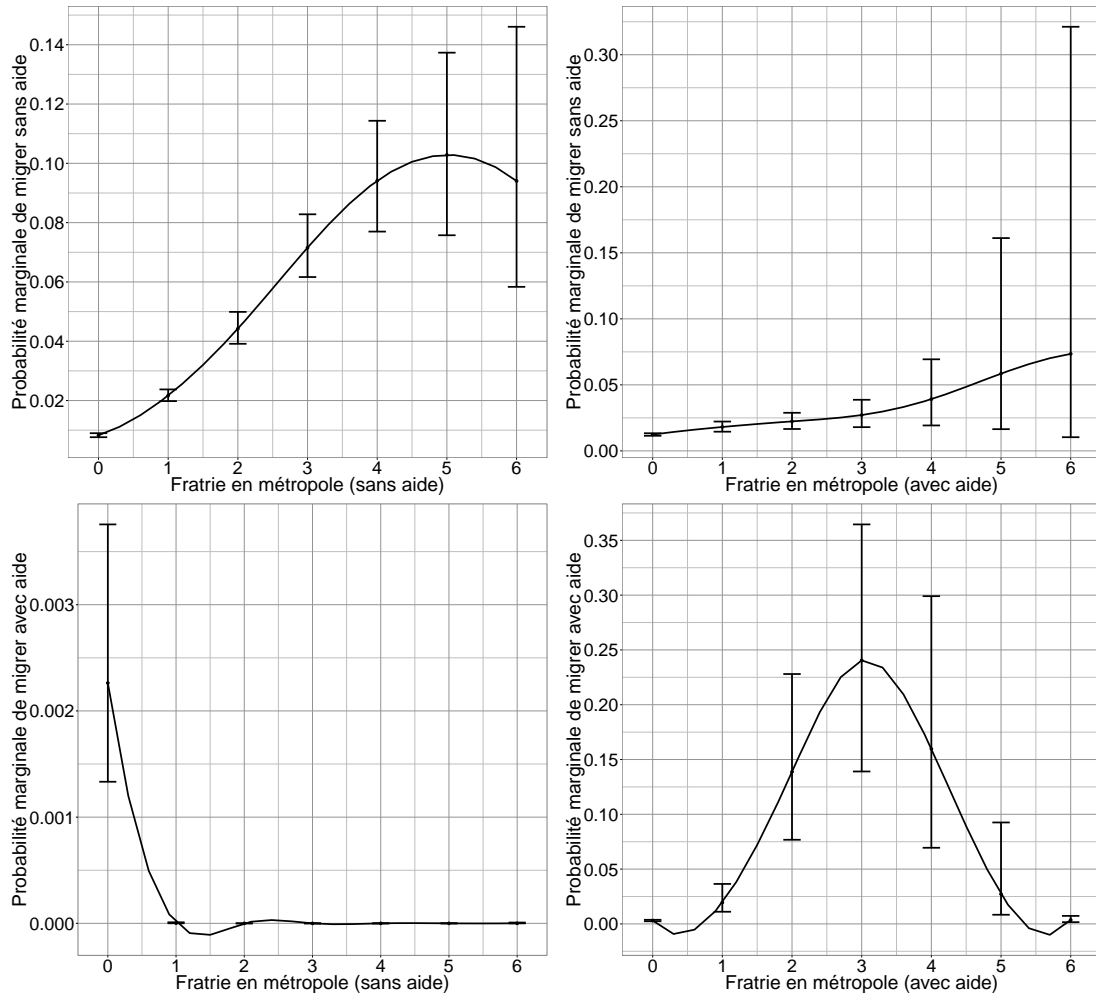 Probabilité marginale de migrer sans aide
0.14
0.12
0.10
0.08
0.06
0.04
0.02
0 1 2 3 4 5 6
Fratrie en métropole (sans aide)
Probabilité marginale de migrer sans aide
0.30
0.25
0.20
0.15
0.10
0.05
0.00
0 1 2 3 4 5 6
Fratrie en métropole (avec aide)
Probabilité marginale de migrer avec aide
0.003
0.002
0.001
0.000
0 1 2 3 4 5 6
Fratrie en métropole (sans aide)
Probabilité marginale de migrer avec aide
0.35
0.30
0.25
0.20
0.15
0.10
0.05
0.00
0 1 2 3 4 5 6
Fratrie en métropole (avec aide)